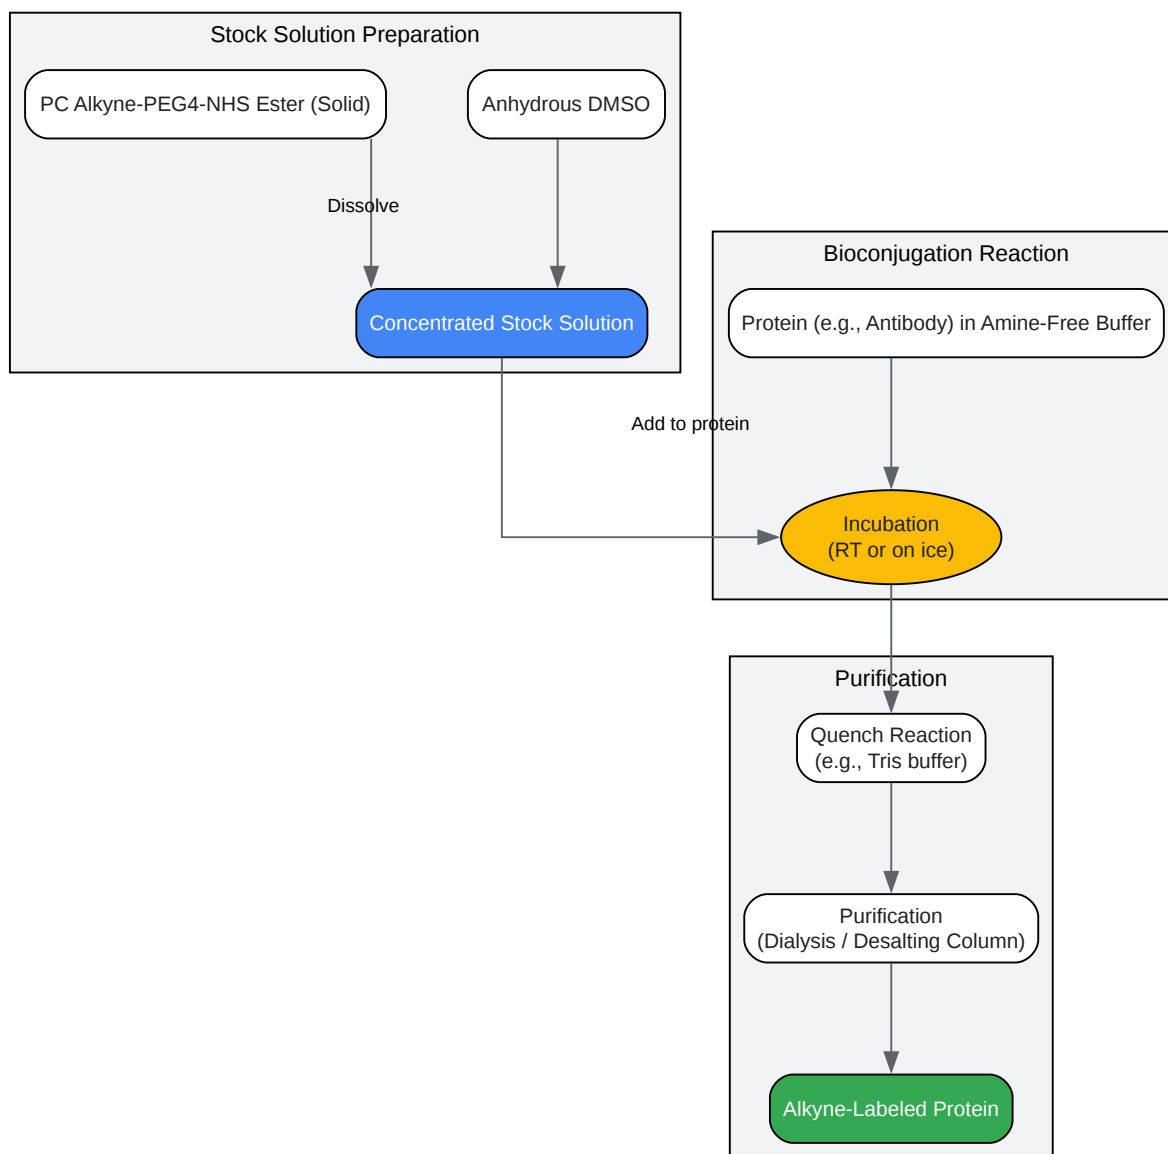 Stock Solution Preparation
PC Alkyne-PEG4-NHS Ester (Solid)
Anhydrous DMSO
Dissolve
Concentrated Stock Solution
Bioconjugation Reaction
Protein (e.g., Antibody) in Amine-Free Buffer
Add to protein
Incubation
(RT or on ice)
Purification
Quench Reaction
(e.g., Tris buffer)
Purification
(Dialysis / Desalting Column)
Alkyne-Labeled Protein